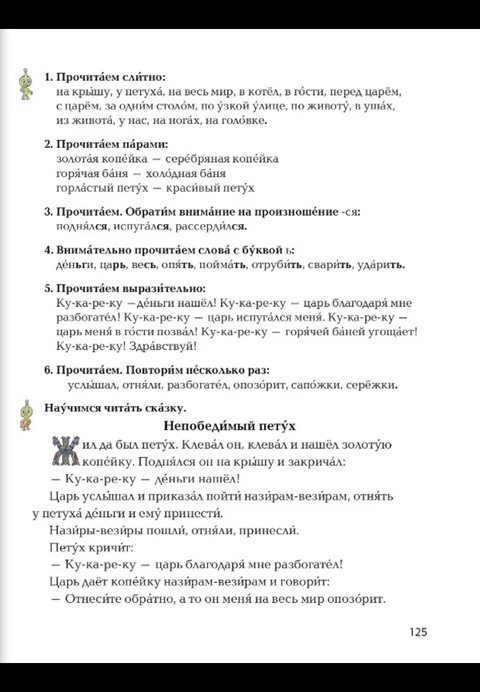 1. Прочита́ем сли́тно:
на кры́шу, у петуха́, на весь мир, в котёл, в го́сти, перед царём,
с царём, за одни́м столо́м, по у́зкой у́лице, по животу́, в уша́х,
из живота́, у нас, на нога́х, на голо́вке.
2. Прочита́ем па́рами:
золота́я копе́йка — сере́бряная копе́йка
горя́чая ба́ня — холо́дная ба́ня
горла́стый пету́х — краси́вый пету́х
3. Прочита́ем. Обрати́м внима́ние на произноше́ние -ся:
подня́лся, испуга́лся, рассерди́лся.
4. Внима́тельно прочита́ем слова́ с бу́квой ь:
де́ньги, царь, весь, опя́ть, пойма́ть, отруби́ть, свари́ть, уда́рить.
5. Прочита́ем вырази́тельно:
Ку-ка-ре-ку —де́ньги нашёл! Ку-ка-ре-ку — царь благодаря́ мне
разбогате́л! Ку-ка-ре-ку — царь испуга́лся меня́. Ку-ка-ре-ку —
царь меня́ в го́сти позва́л! Ку-ка-ре-ку — горя́чей ба́ней угоща́ет!
Ку-ка-ре-ку! Здра́вствуй!
6. Прочита́ем. Повтори́м не́сколько раз:
услы́шал, отня́ли, разбогате́л, опозо́рит, сапо́жки, серёжки.
Нау́чимся чита́ть ска́зку.
Непобеди́мый пету́х
Жил да был пету́х. Клева́л он, клева́л и нашёл золоту́ю
копе́йку. Подня́лся он на кры́шу и закрича́л:
— Ку-ка-ре-ку — де́ньги нашёл!
Царь услы́шал и приказа́л пойти́ нази́рам-вези́рам, отня́ть
у петуха́ де́ньги и ему́ принести́.
Нази́ры-вези́ры пошли́, отня́ли, принесли́.
Пету́х кричи́т:
— Ку-ка-ре-ку — царь благодаря́ мне разбогате́л!
Царь даёт копе́йку нази́рам-вези́рам и говори́т:
— Отнеси́те обра́тно, а то он меня́ на весь мир опозо́рит.
125